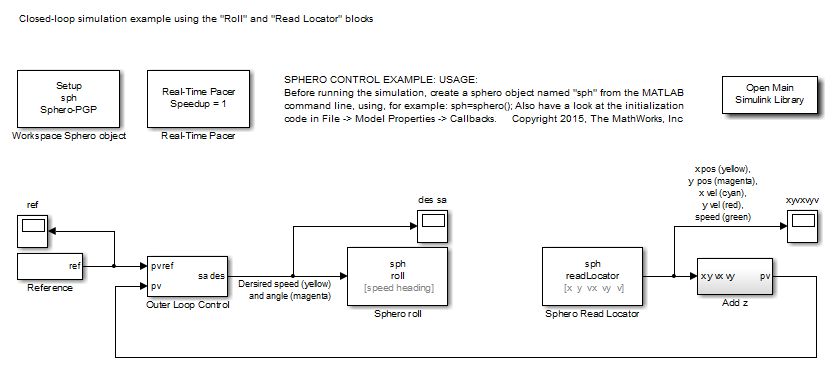 Closed-loop simulation example using the "Roll" and "Read Locator" blocks
Setup
sph
Sphero-PGP
Workspace Sphero object
Real-Time Pacer
Speedup = 1
Real-Time Pacer
SPHERO CONTROL EXAMPLE: USAGE:
Before running the simulation, create a sphero object named "sph" from the MATLAB
command line, using, for example: sph=sphero(); Also have a look at the initialization
code in File -> Model Properties -> Callbacks. Copyright 2015, The MathWorks, Inc
Open Main
Simulink Library
ref
ref
Reference
pvref
pv
sa des
Outer Loop Control
Dersired speed (yellow)
and angle (magenta)
des sa
sph
roll
[speed heading]
Sphero roll
sph
readLocator
[x y vx vy v]
Sphero Read Locator
xpos (yellow),
y pos (magenta),
x vel (cyan),
y vel (red),
speed (green)
xyvxvyv
xy vx vy
pv
Add z